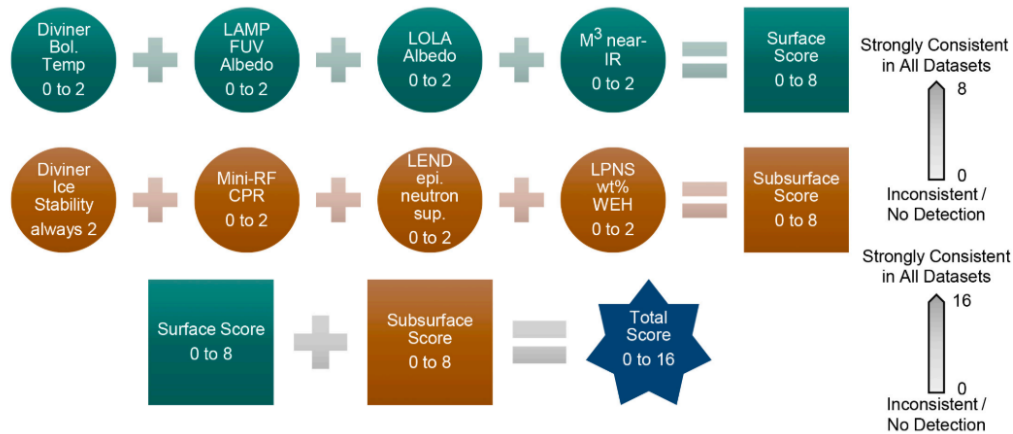 Diviner
Bol.
Temp
0 to 2
LAMP
FUV
Albedo
0 to 2
LOLA
Albedo
0 to 2
M³ near-
IR
0 to 2
Surface
Score
0 to 8
Strongly Consistent
in All Datasets
8
0
Inconsistent /
No Detection
Diviner
Ice
Stability
always 2
Mini-RF
CPR
0 to 2
LEND
epi.
neutron
sup.
0 to 2
LPNS
wt%
WEH
0 to 2
Subsurface
Score
0 to 8
Strongly Consistent
in All Datasets
16
0
Inconsistent /
No Detection
Surface Score
0 to 8
Subsurface
Score
0 to 8
Total
Score
0 to 16